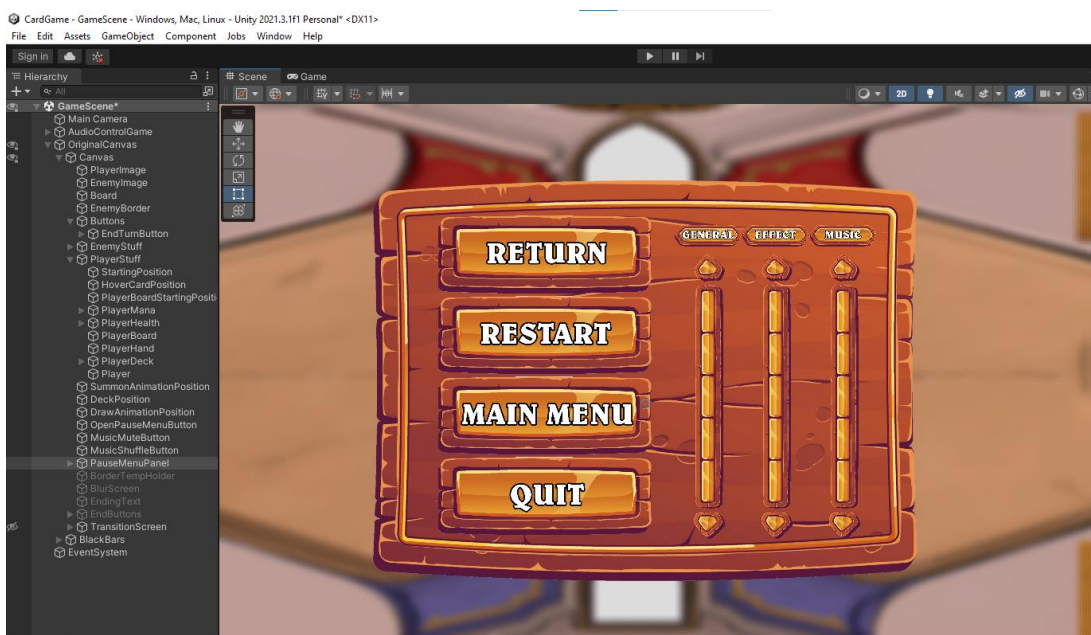 CardGame - GameScene - Windows, Mac, Linux - Unity 2021.3.1f1 Personal* <DX11>
File Edit Assets GameObject Component Jobs Window Help
Sign in
Hierarchy
Scene
Game
All
2D
GameScene*
Main Camera
AudioControlGame
OriginalCanvas
Canvas
PlayerImage
EnemyImage
Board
EnemyBorder
Buttons
EndTurnButton
EnemyStuff
PlayerStuff
StartingPosition
HoverCardPosition
PlayerBoardStartingPositi
PlayerMana
PlayerHealth
PlayerBoard
PlayerHand
PlayerDeck
Player
SummonAnimationPosition
DeckPosition
DrawAnimationPosition
OpenPauseMenuButton
MusicMuteButton
MusicShuffleButton
PauseMenuPanel
BorderTempHolder
BlurScreen
EndingText
EndButtons
TransitionScreen
BlackBars
EventSystem
RETURN
RESTART
MAIN MENU
QUIT
GENERAL EFFECT MUSIC